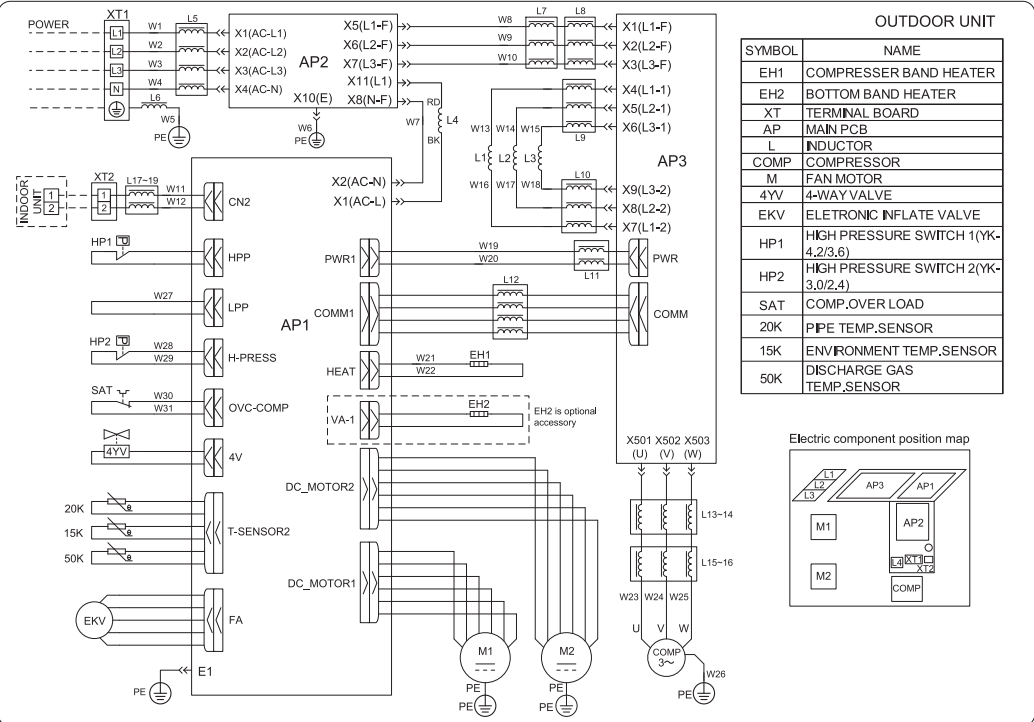 OUTDOOR UNIT
POWER
XT1
L1
L2
L3
N
W1
W2
W3
W4
L5
L6
W5
PE
X1(AC-L1)
X2(AC-L2)
X3(AC-L3)
X4(AC-N)
AP2
X10(E)
W6
PE
X5(L1-F)
X6(L2-F)
X7(L3-F)
X11(L1)
X8(N-F)
RD
W7
BK
L4
W8
W9
W10
L7
L8
X1(L1-F)
X2(L2-F)
X3(L3-F)
X4(L1-1)
X5(L2-1)
X6(L3-1)
L9
W13
W14
W15
L1
L2
L3
W16
W17
W18
L10
AP3
X9(L3-2)
X8(L2-2)
X7(L1-2)
INDOOR UNIT
1
2
XT2
1
2
L17~19
W11
W12
CN2
X2(AC-N)
X1(AC-L)
HP1
P
HPP
PWR1
W19
W20
L11
PWR
W27
LPP
AP1
COMM1
L12
COMM
HP2
P
W28
W29
H-PRESS
HEAT
W21
W22
EH1
SAT
W30
W31
OVC-COMP
VA-1
EH2
EH2 is optional
accessory
4YV
4V
X501 X502 X503
(U) (V) (W)
DC_MOTOR2
20K
15K
50K
θ
θ
θ
T-SENSOR2
L13~14
L15~16
DC_MOTOR1
W23 W24 W25
EKV
FA
U V W
M1
M2
COMP
3~
W26
E1
PE
PE
PE
PE
SYMBOL NAME
EH1 COMPRESSER BAND HEATER
EH2 BOTTOM BAND HEATER
XT TERMINAL BOARD
AP MAIN PCB
L INDUCTOR
COMP COMPRESSOR
M FAN MOTOR
4YV 4-WAY VALVE
EKV ELETRONIC INFLATE VALVE
HP1 HIGH PRESSURE SWITCH 1(YK-
4.2/3.6)
HP2 HIGH PRESSURE SWITCH 2(YK-
3.0/2.4)
SAT COMP.OVER LOAD
20K PIPE TEMP.SENSOR
15K ENVIRONMENT TEMP.SENSOR
50K DISCHARGE GAS
TEMP.SENSOR
Electric component position map
L1
L2
L3
AP3
AP1
M1
AP2
L4
XT1
XT2
M2
COMP